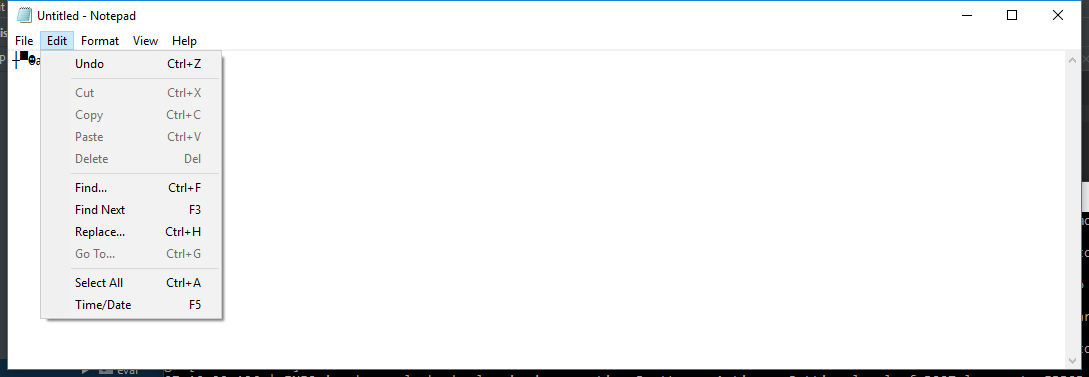 Untitled - Notepad
File Edit Format View Help
Undo Ctrl+Z
Cut Ctrl+X
Copy Ctrl+C
Paste Ctrl+V
Delete Del
Find... Ctrl+F
Find Next F3
Replace... Ctrl+H
Go To... Ctrl+G
Select All Ctrl+A
Time/Date F5
eval